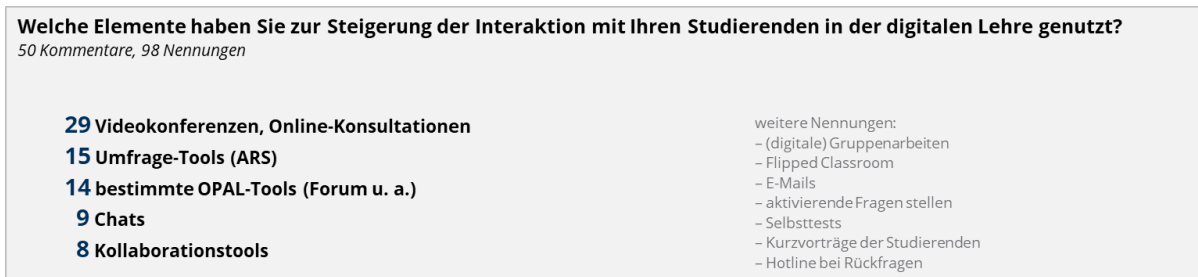 Welche Elemente haben Sie zur Steigerung der Interaktion mit Ihren Studierenden in der digitalen Lehre genutzt?
50 Kommentare, 98 Nennungen
29 Videokonferenzen, Online-Konsultationen
15 Umfrage-Tools (ARS)
14 bestimmte OPAL-Tools (Forum u. a.)
9 Chats
8 Kollaborationstools
weitere Nennungen:
– (digitale) Gruppenarbeiten
– Flipped Classroom
– E-Mails
– aktivierende Fragen stellen
– Selbsttests
– Kurzvorträge der Studierenden
– Hotline bei Rückfragen